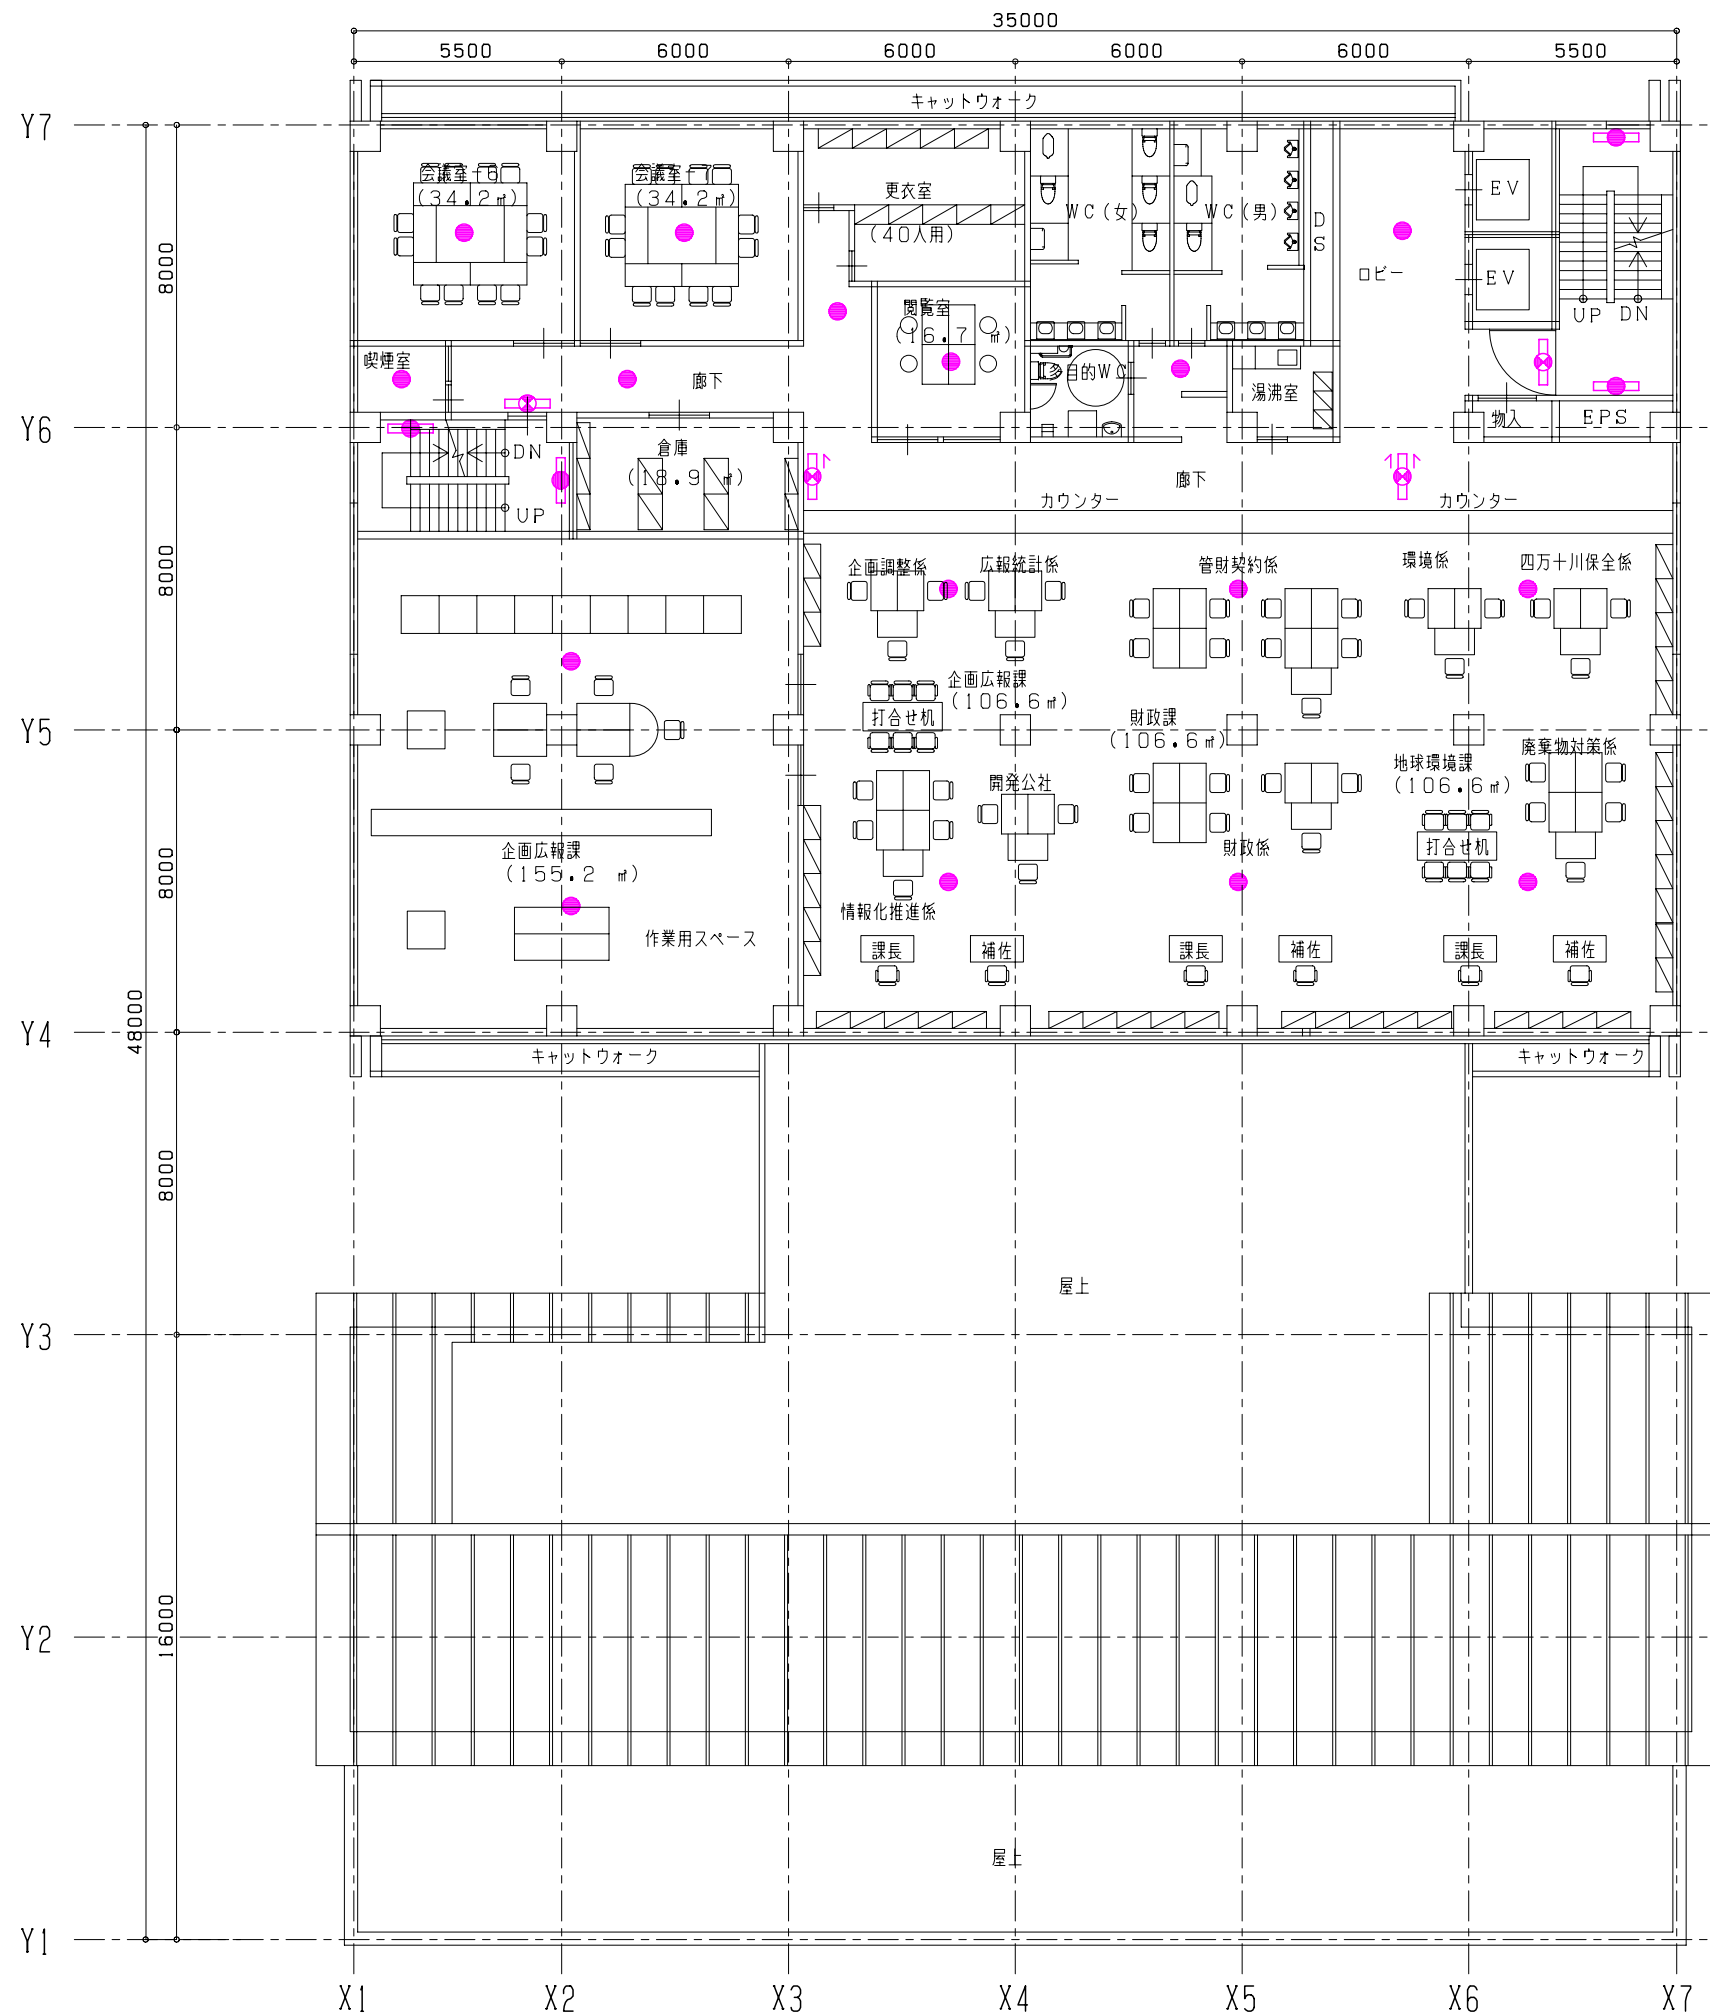 35000
5500
6000
6000
6000
6000
5500
キャットウォーク
Y7
会議室-6
(34.2㎡)
会議室-7
(34.2㎡)
更衣室
(40人用)
WC(女)
WC(男)
DS
ロビー
EV
EV
UP
DN
8000
閲覧室
(16.7 ㎡)
喫煙室
廊下
多目的WC
湯沸室
物入
EPS
Y6
DN
UP
倉庫
(18.9 ㎡)
廊下
カウンター
カウンター
8000
企画調整係
広報統計係
管財契約係
環境係
四万十川保全係
企画広報課
(106.6㎡)
打合せ机
財政課
(106.6㎡)
Y5
廃棄物対策係
地球環境課
(106.6㎡)
開発公社
打合せ机
財政係
8000
企画広報課
(155.2 ㎡)
情報化推進係
作業用スペース
課長
補佐
課長
補佐
課長
補佐
48000
Y4
キャットウォーク
キャットウォーク
8000
屋上
Y3
16000
Y2
屋上
Y1
X1
X2
X3
X4
X5
X6
X7